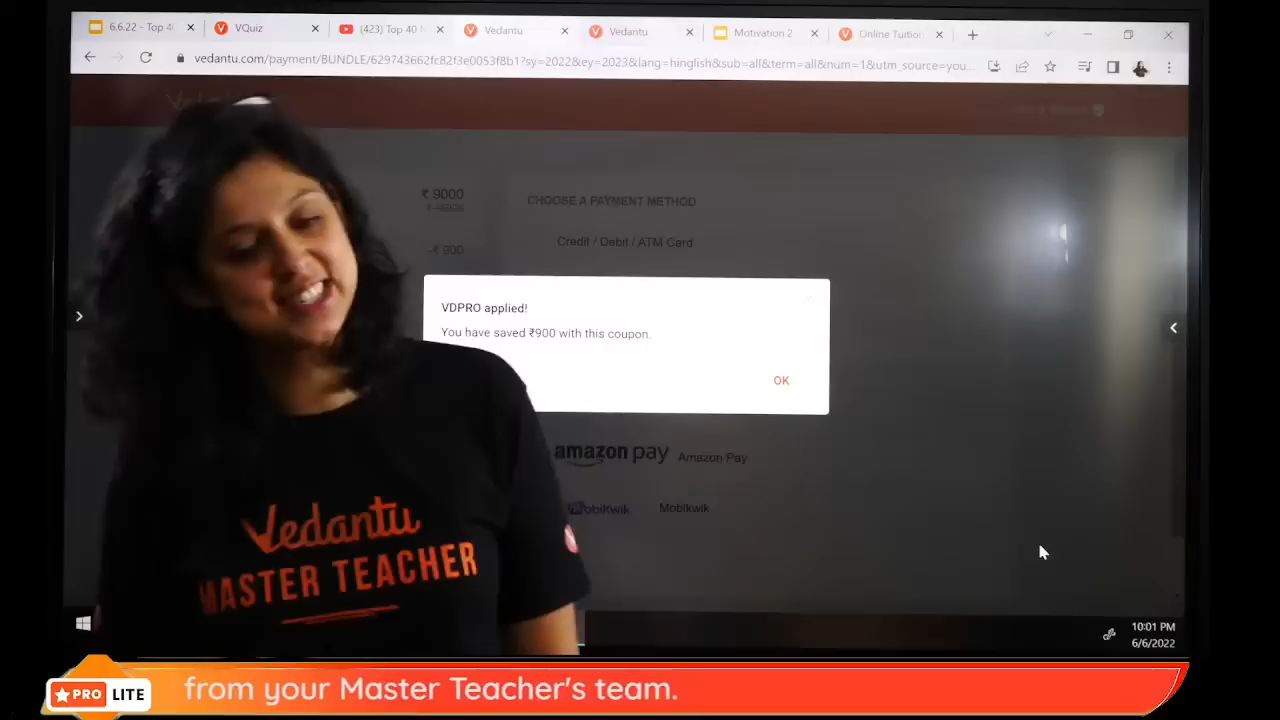 6.6.22 - Top 4
VQuiz
(423) Top 40
Vedantu
Vedantu
Motivation 2
Online Tuition
vedantu.com/payment/BUNDLE/629743662fc82f3e0053f8b1?sy=2022&ey=2023&lang=hinglish&sub=all&term=all&num=1&utm_source=you...
₹ 9000
-₹ 900
CHOOSE A PAYMENT METHOD
Credit / Debit / ATM Card
VDPRO applied!
You have saved ₹900 with this coupon.
OK
amazon pay Amazon Pay
MobiKwik Mobikwik
Vedantu
MASTER TEACHER
10:01 PM
6/6/2022
PRO LITE
from your Master Teacher's team.